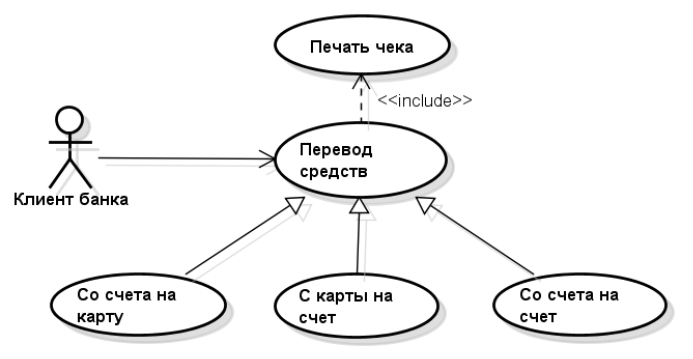 Печать чека
<<include>>
Перевод
средств
Клиент банка
Со счета на
карту
С карты на
счет
Со счета на
счет